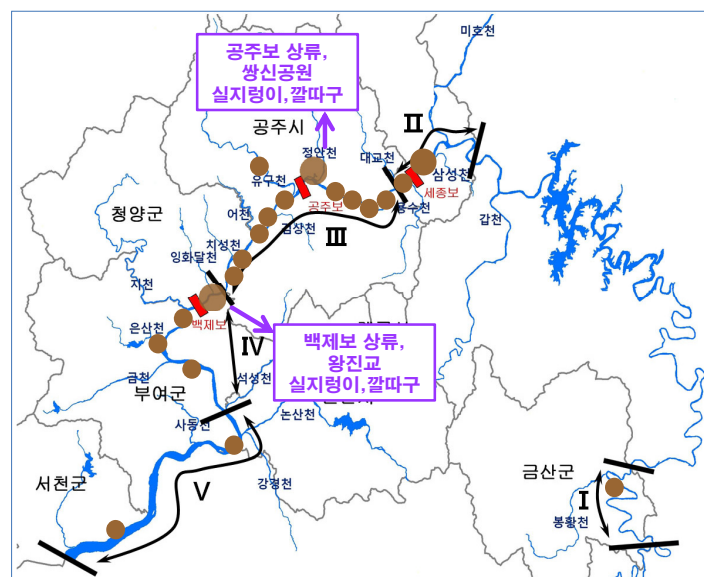 미호천
공주보 상류,
쌍신공원
실지렁이,깔따구
공주시
II
정안천
대교천
유구천
삼성천
세종보
공주보
용수천
갑천
청양군
어천
검상천
치성천
III
잉화달천
지천
백제보
은산천
IV
백제보 상류,
왕진교
실지렁이,깔따구
금천
석성천
부여군
논산천
사동천
강경천
서천군
V
금산군
I
봉황천